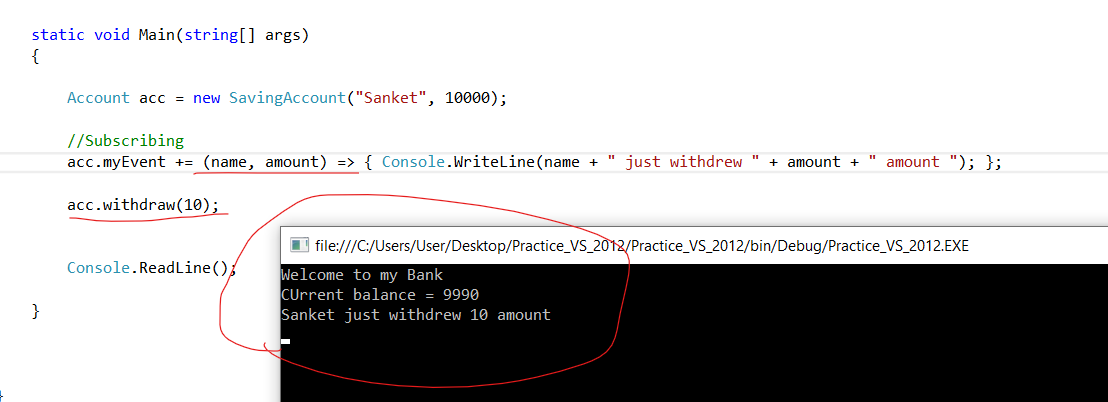 static void Main(string[] args)
{
Account acc = new SavingAccount("Sanket", 10000);
//Subscribing
acc.myEvent += (name, amount) => { Console.WriteLine(name + " just withdrew " + amount + " amount "); };
acc.withdraw(10);
file:///C:/Users/User/Desktop/Practice_VS_2012/Practice_VS_2012/bin/Debug/Practice_VS_2012.EXE
Console.ReadLine();
Welcome to my Bank
CUrrent balance = 9990
Sanket just withdrew 10 amount
}
}